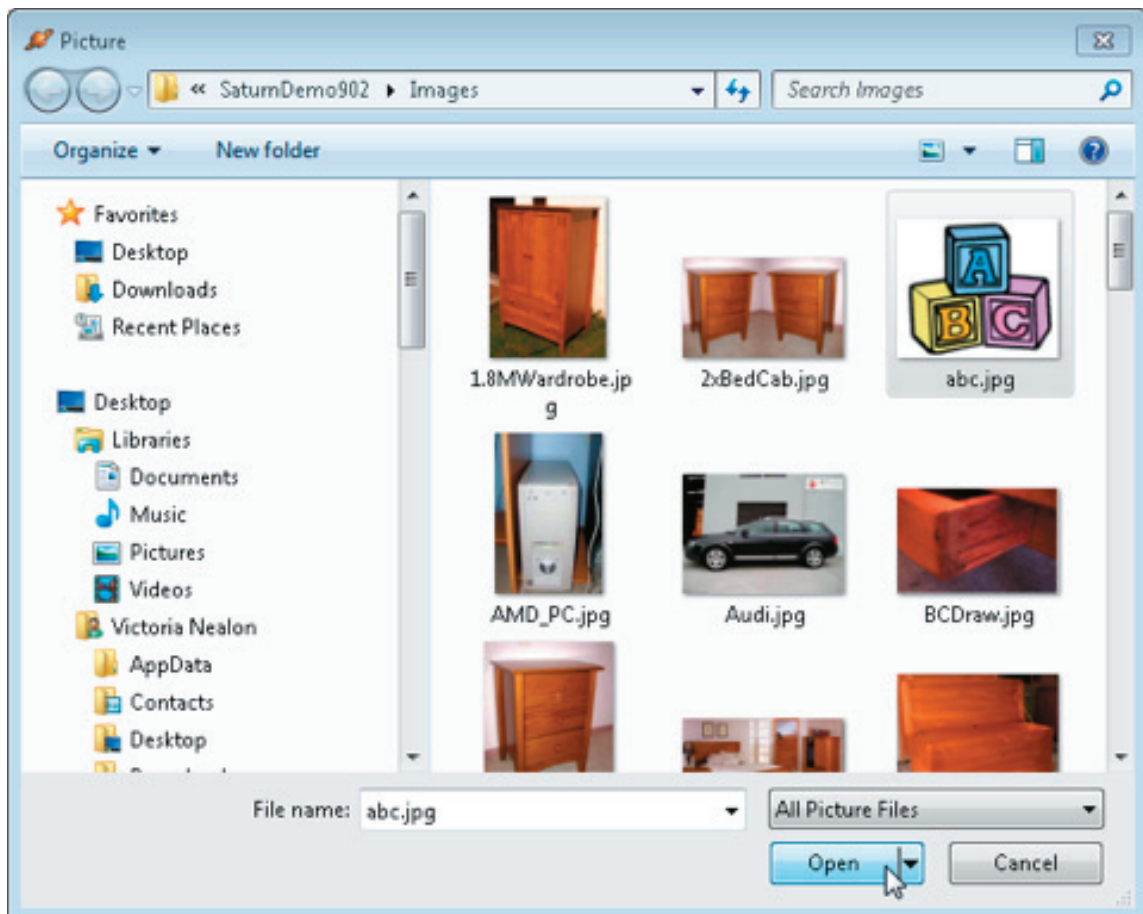 Picture
« SaturnDemo902 Images
Search Images
Organize New folder
Favorites
Desktop
Downloads
Recent Places
Desktop
Libraries
Documents
Music
Pictures
Videos
Victoria Nealon
AppData
Contacts
Desktop
1.8MWardrobe.jp
g
2xBedCab.jpg
A
B C
abc.jpg
AMD_PC.jpg
Audi.jpg
BCDraw.jpg
File name: abc.jpg
All Picture Files
Open
Cancel